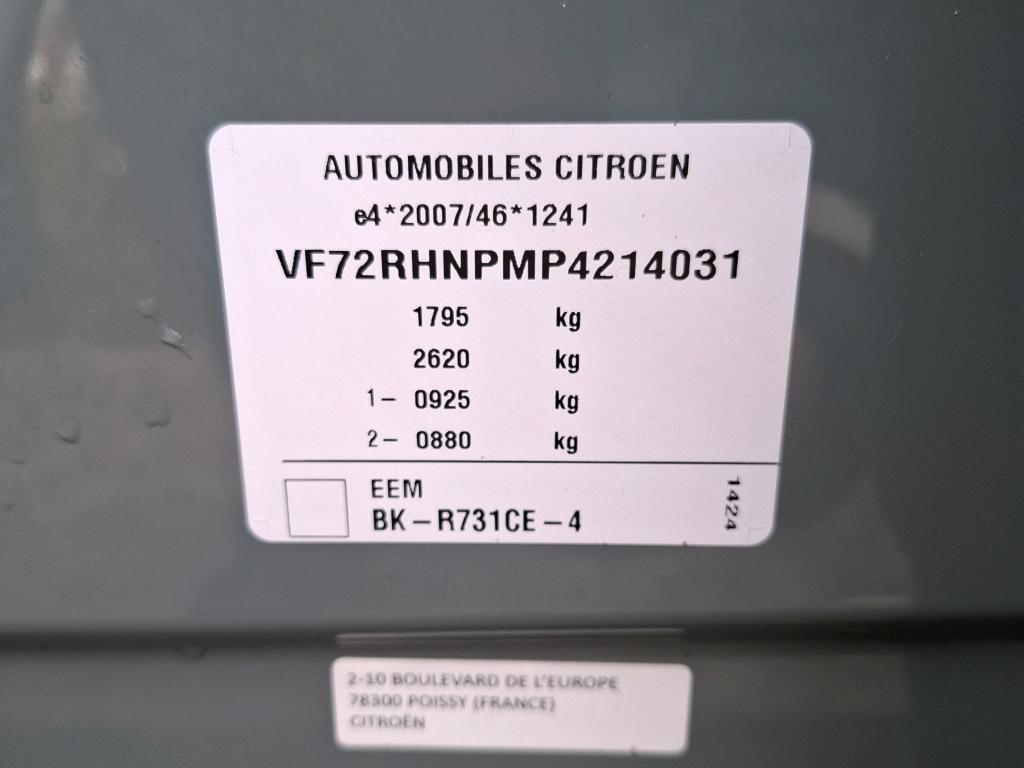 AUTOMOBILES CITROEN
e4*2007/46*1241
VF72RHNPMP4214031
1795 kg
2620 kg
1- 0925 kg
2- 0880 kg
EEM
BK-R731CE-4
1424
2-10 BOULEVARD DE L'EUROPE
78300 POISSY (FRANCE)
CITROËN